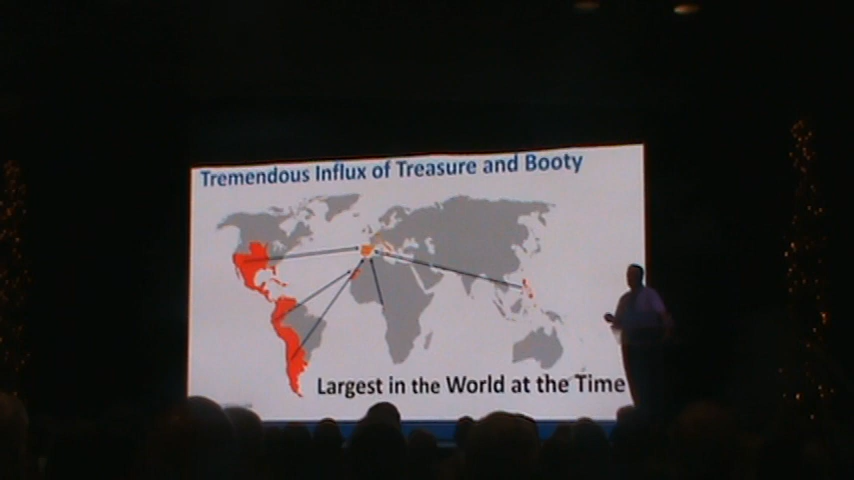 Tremendous Influx of Treasure and Booty
Largest in the World at the Time